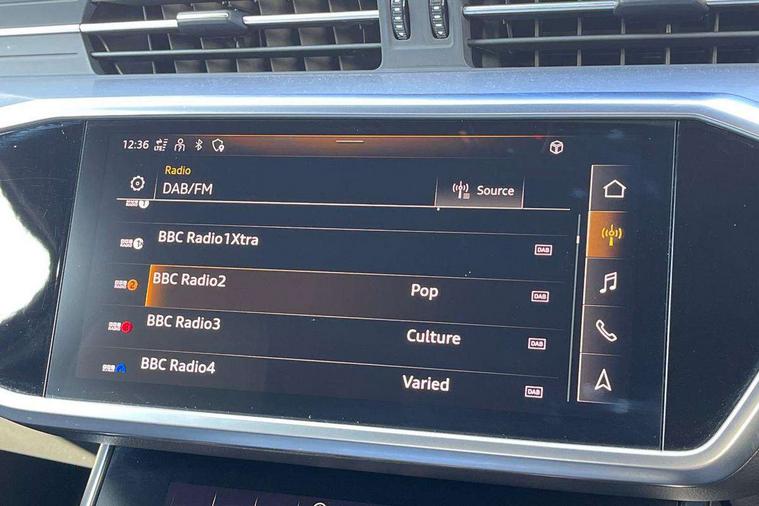 12:36 LTE
Radio
DAB/FM
Source
BBC Radio1Xtra
DAB
BBC Radio2
Pop
DAB
BBC Radio3
Culture
DAB
BBC Radio4
Varied
DAB